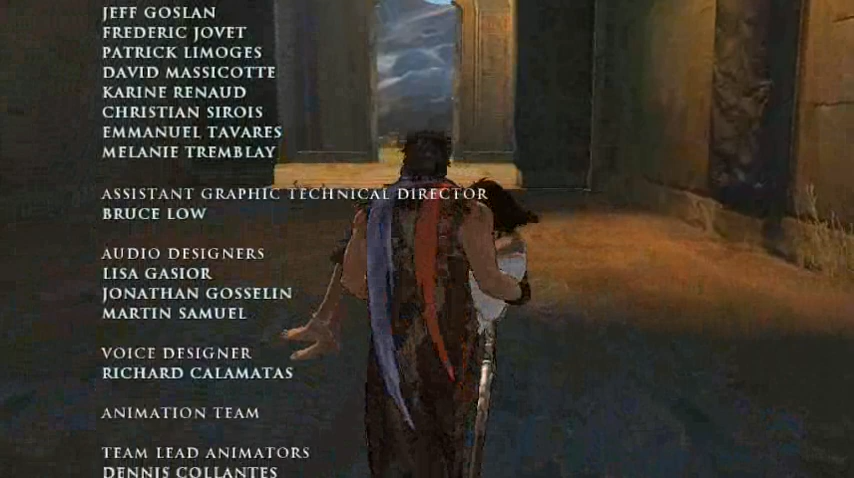 JEFF GOSLAN
FREDERIC JOVET
PATRICK LIMOGES
DAVID MASSICOTTE
KARINE RENAUD
CHRISTIAN SIROIS
EMMANUEL TAVARES
MELANIE TREMBLAY
ASSISTANT GRAPHIC TECHNICAL DIRECTOR
BRUCE LOW
AUDIO DESIGNERS
LISA GASIOR
JONATHAN GOSSELIN
MARTIN SAMUEL
VOICE DESIGNER
RICHARD CALAMATAS
ANIMATION TEAM
TEAM LEAD ANIMATORS
DENNIS COLLANTES